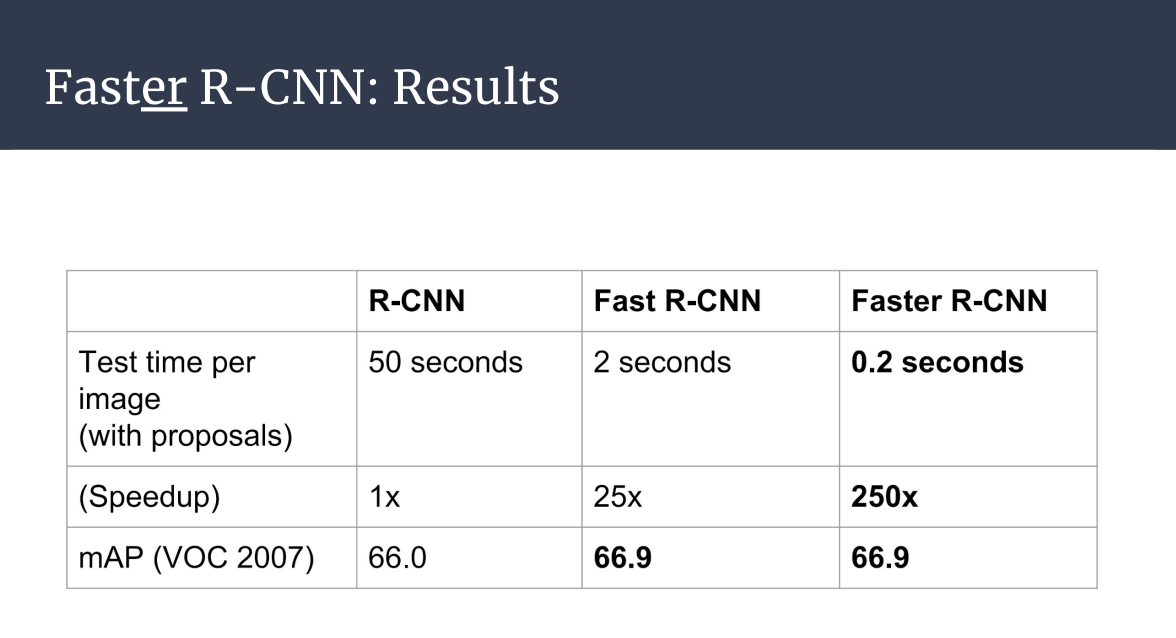 Faster R-CNN: Results
R-CNN
Fast R-CNN
Faster R-CNN
Test time per
image
(with proposals)
50 seconds
2 seconds
0.2 seconds
(Speedup)
1x
25x
250x
mAP (VOC 2007)
66.0
66.9
66.9